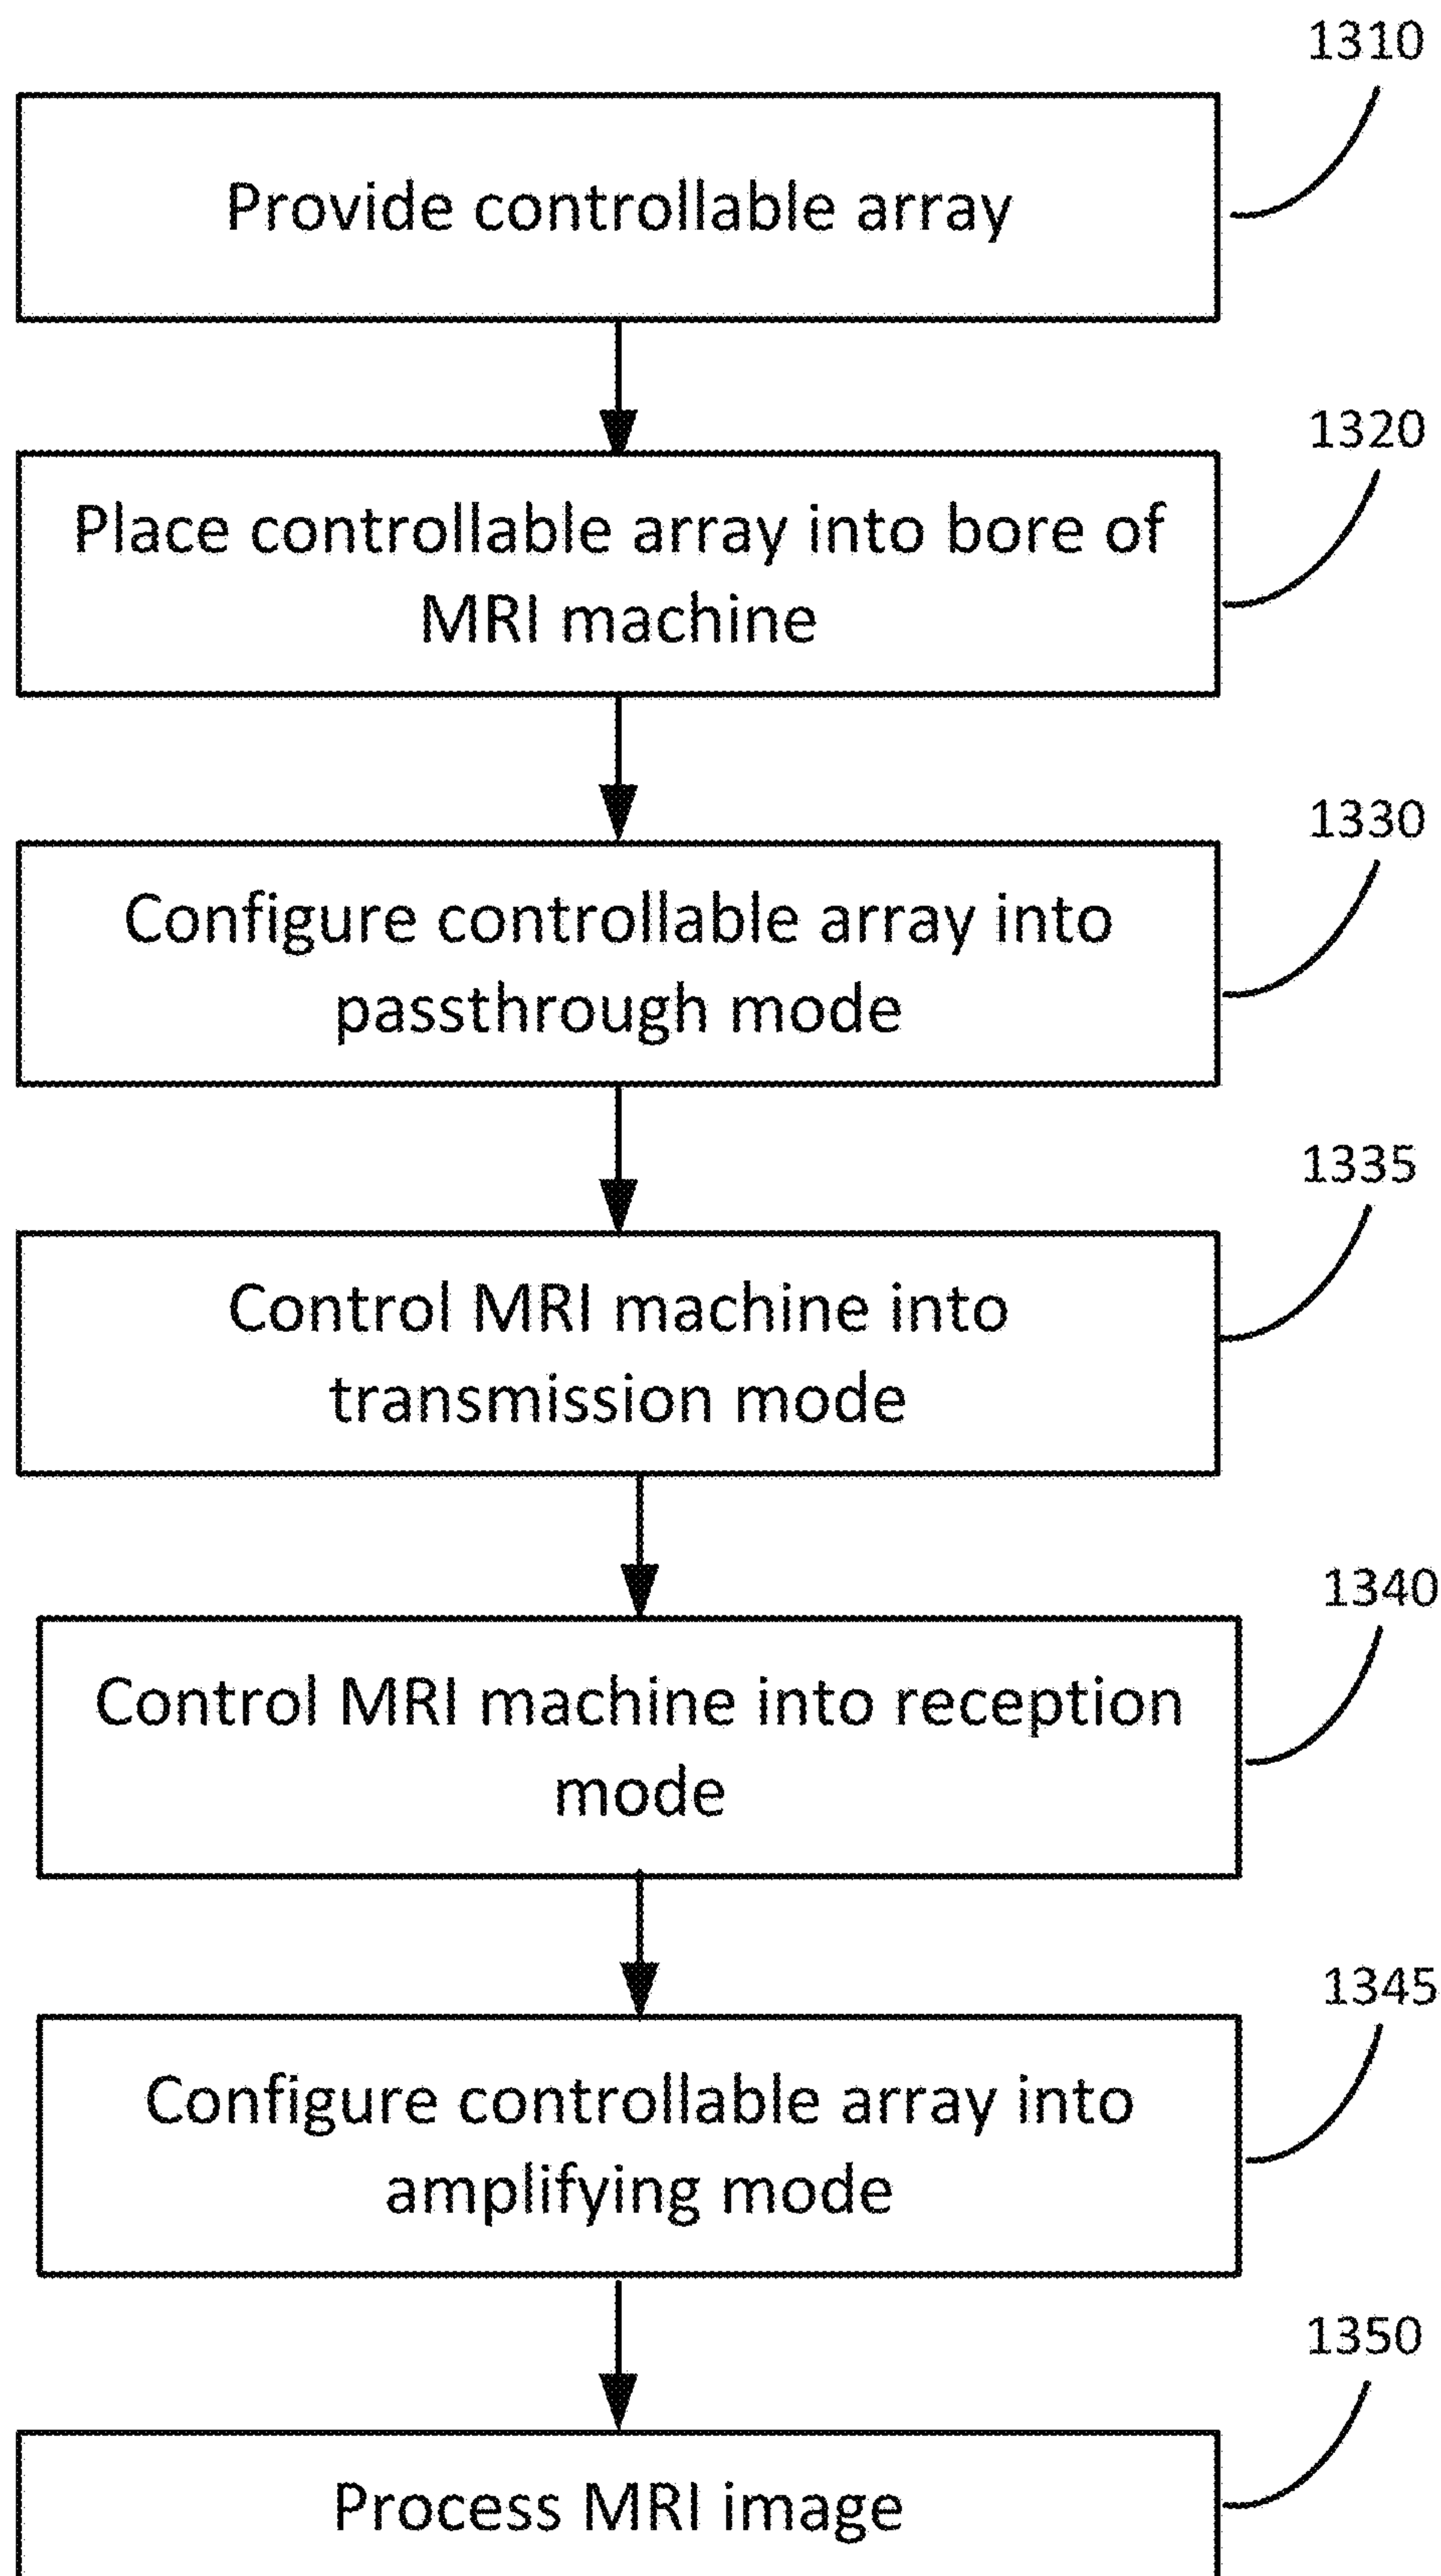 1310
Provide controllable array
1320
Place controllable array into bore of
MRI machine
1330
Configure controllable array into
passthrough mode
1335
Control MRI machine into
transmission mode
1340
Control MRI machine into reception
mode
1345
Configure controllable array into
amplifying mode
1350
Process MRI image